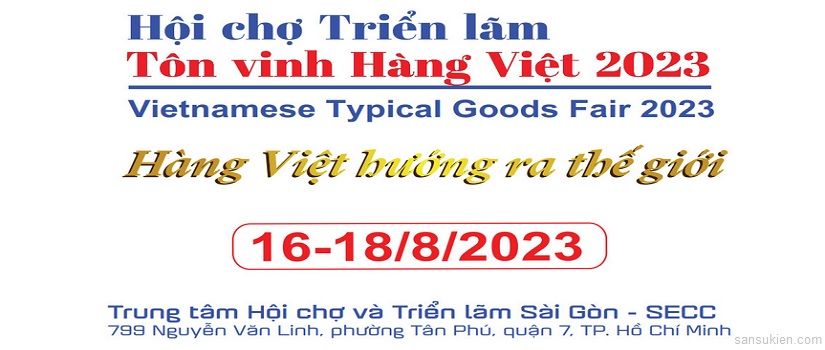 Hội chợ Triển lãm
Tôn vinh Hàng Việt 2023
Vietnamese Typical Goods Fair 2023
Hàng Việt hướng ra thế giới
16-18/8/2023
Trung tâm Hội chợ và Triển lãm Sài Gòn - SECC
799 Nguyễn Văn Linh, phường Tân Phú, quận 7, TP. Hồ Chí Minh
sansukien.com